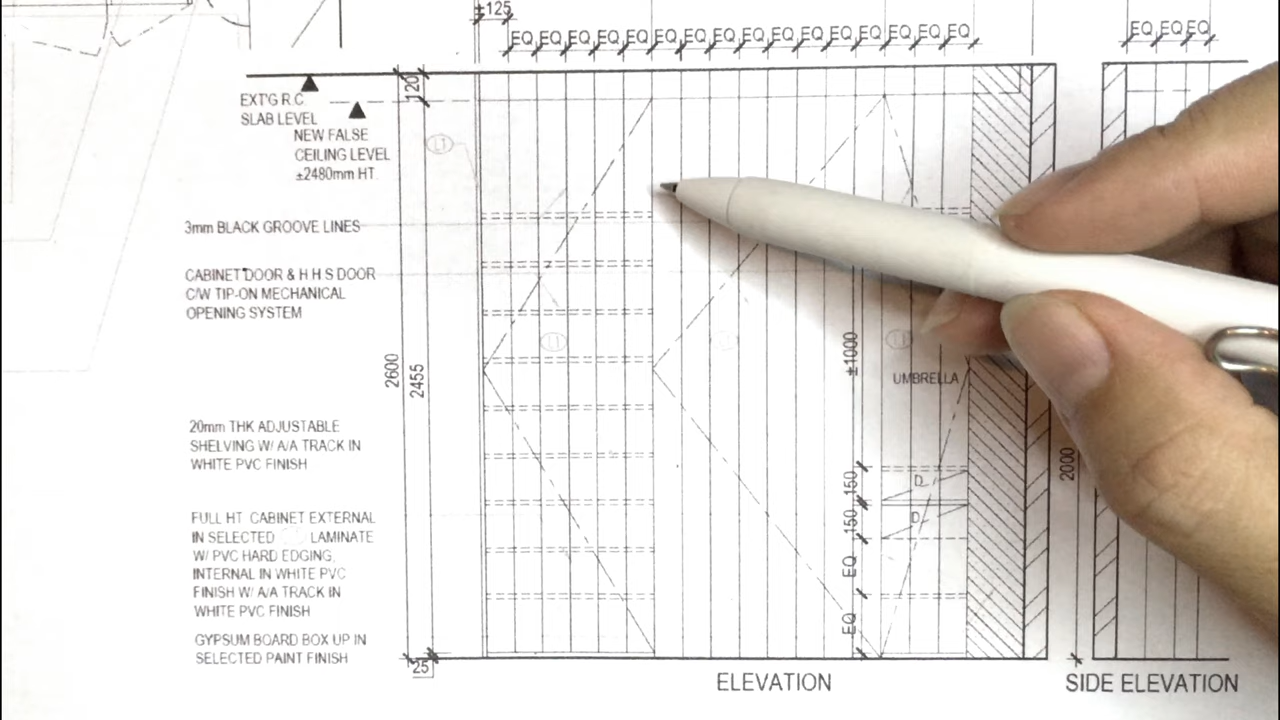 ±125
EQ EQ EQ EQ EQ EQ EQ EQ EQ EQ EQ EQ EQ EQ EQ EQ
EQ EQ EQ
120
EXT'G R.C.
SLAB LEVEL
NEW FALSE
CEILING LEVEL
±2480mm HT.
L1
3mm BLACK GROOVE LINES
CABINET DOOR & H H S DOOR
C/W TIP-ON MECHANICAL
OPENING SYSTEM
2600
2455
±1000
UMBRELLA
20mm THK ADJUSTABLE
SHELVING W/ A/A TRACK IN
WHITE PVC FINISH
2000
150
D
150
D
EQ
EQ
FULL HT CABINET EXTERNAL
IN SELECTED LAMINATE
W/ PVC HARD EDGING,
INTERNAL IN WHITE PVC
FINISH W/ A/A TRACK IN
WHITE PVC FINISH
GYPSUM BOARD BOX UP IN
SELECTED PAINT FINISH
25
ELEVATION
SIDE ELEVATION